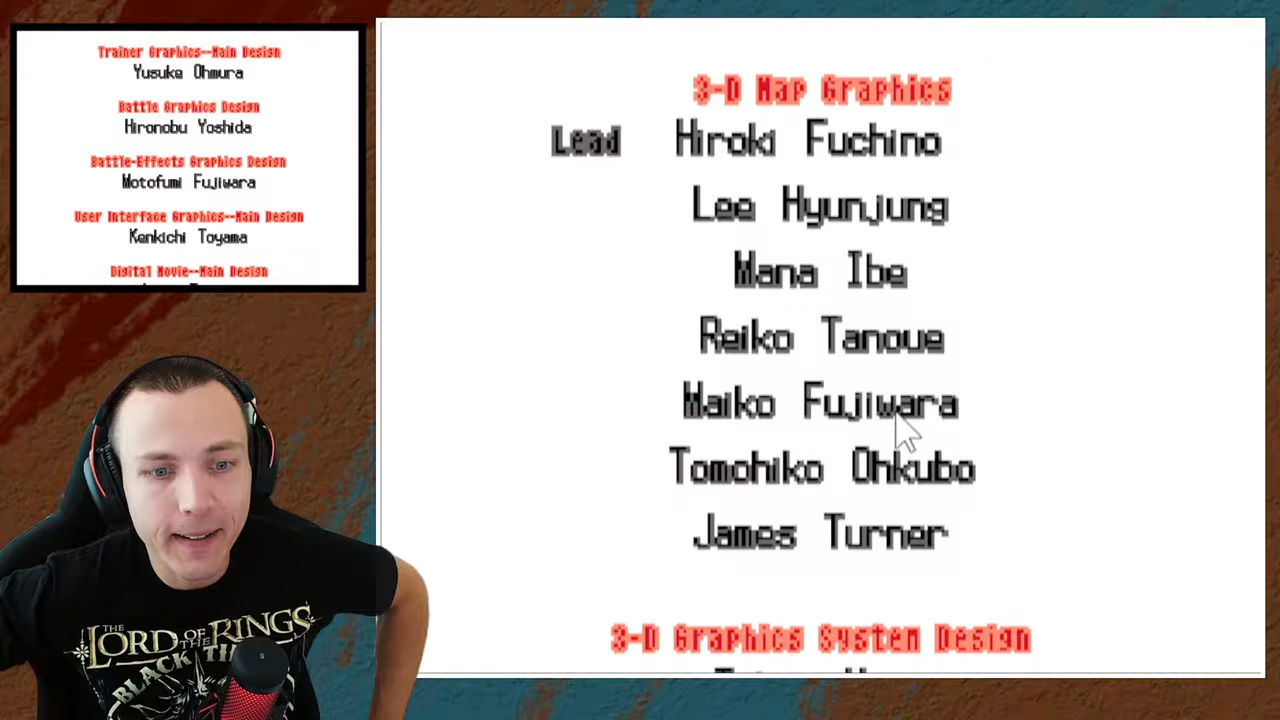 Trainer Graphics--Main Design
Yusuke Ohmura
Battle Graphics Design
Hironobu Yoshida
Battle-Effects Graphics Design
Motofumi Fujiwara
User Interface Graphics--Main Design
Kenkichi Toyama
Digital Movie--Main Design
3-D Map Graphics
Lead Hiroki Fuchino
Lee Hyunjung
Mana Ibe
Reiko Tanoue
Maiko Fujiwara
Tomohiko Ohkubo
James Turner
3-D Graphics System Design
THE
LORD OF THE RINGS
BLACK